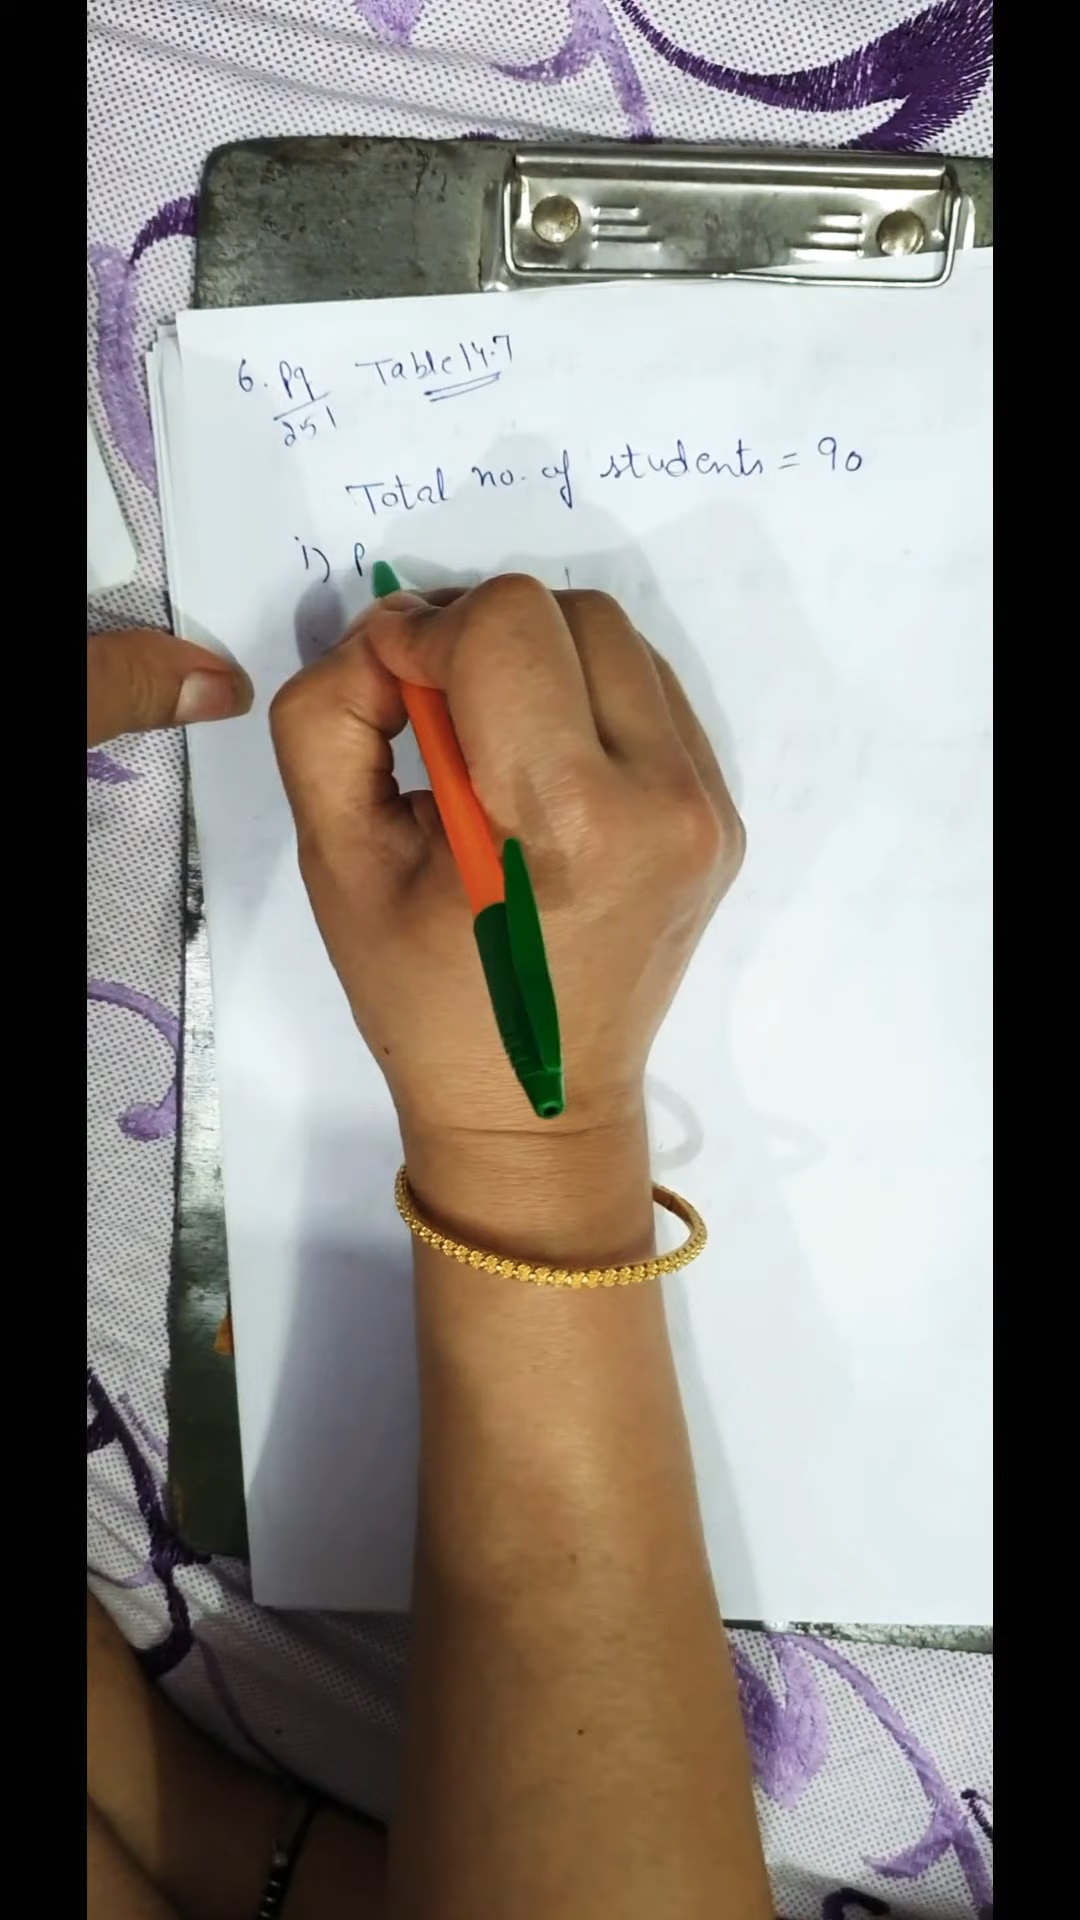 6. Pg Table 14.7
251
Total no. of students = 90
i) P